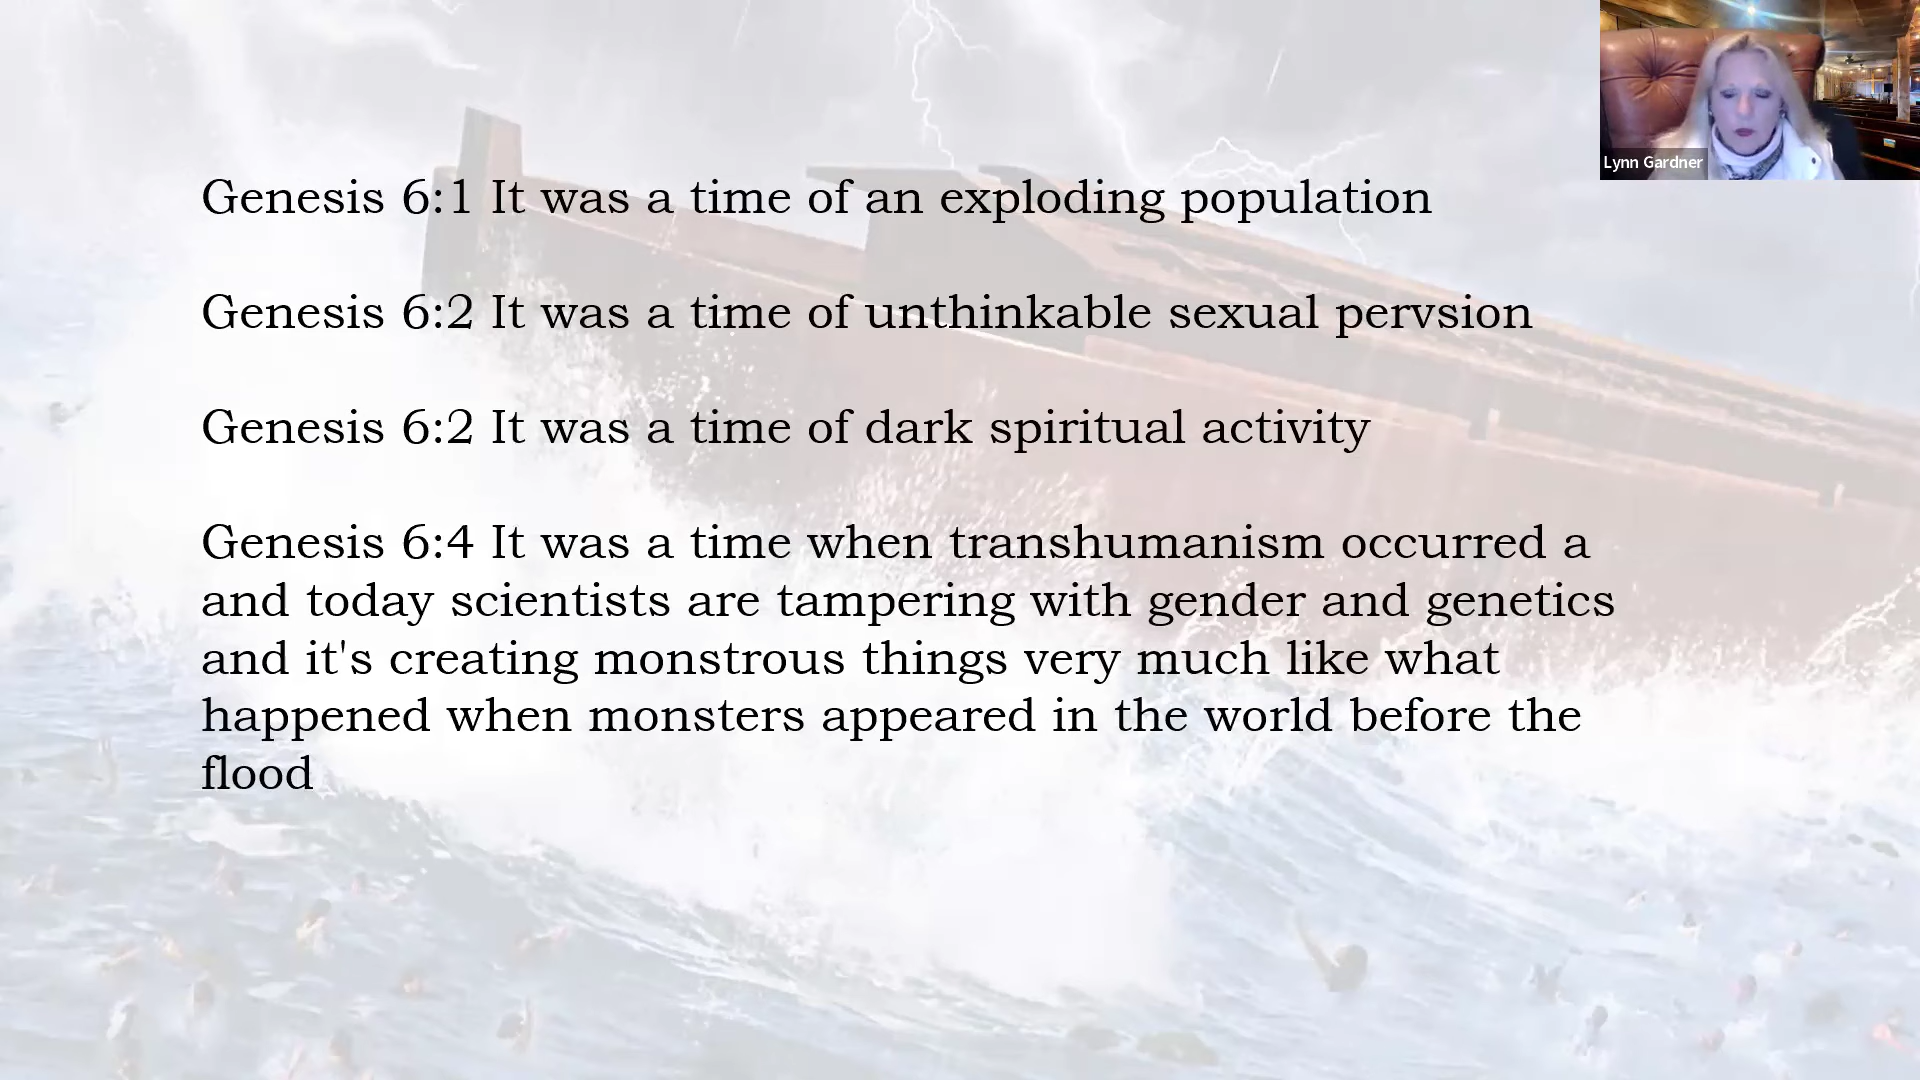 Lynn Gardner
Genesis 6:1 It was a time of an exploding population
Genesis 6:2 It was a time of unthinkable sexual pervsion
Genesis 6:2 It was a time of dark spiritual activity
Genesis 6:4 It was a time when transhumanism occurred a
and today scientists are tampering with gender and genetics
and it's creating monstrous things very much like what
happened when monsters appeared in the world before the
flood